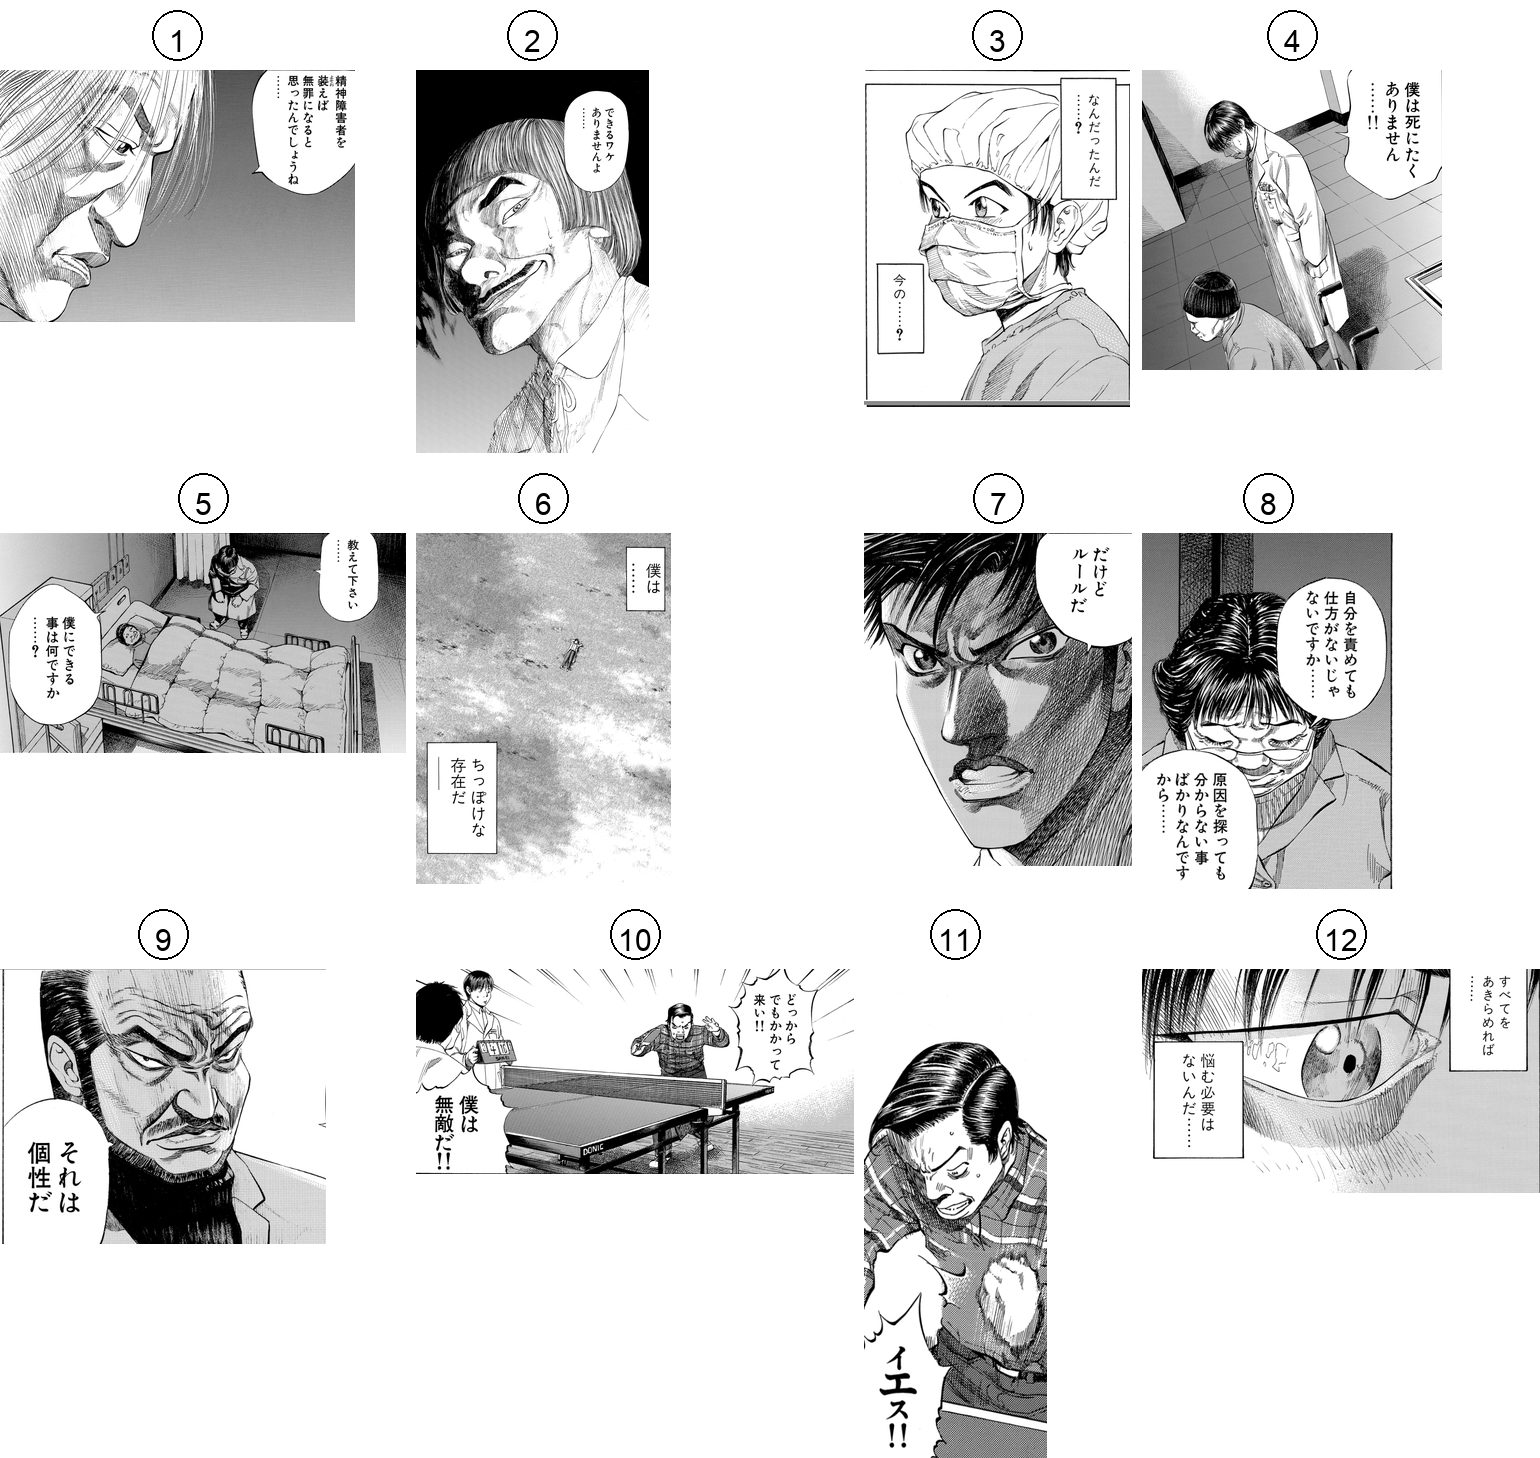 1
精神障害者を
装えば
無罪になると
思ったんでしょうね
……
2
できるワケ
ありませんよ
……
3
なんだったんだ
……?
今の……?
4
僕は死にたく
ありません
……!!
5
教えて下さい
……
僕にできる
事は何ですか
……?
6
僕は
……
ちっぽけな
存在だ
――
7
だけど
ルールだ
8
自分を責めても
仕方がないじゃ
ないですか……
原因を探っても
分からない事
ばかりなんです
から……
9
それは
個性だ
10
どっから
でもかかって
来い!!
僕は
無敵だ!!
DONIC
11
イエス!!
12
すべてを
あきらめれば
……
悩む必要は
ないんだ……